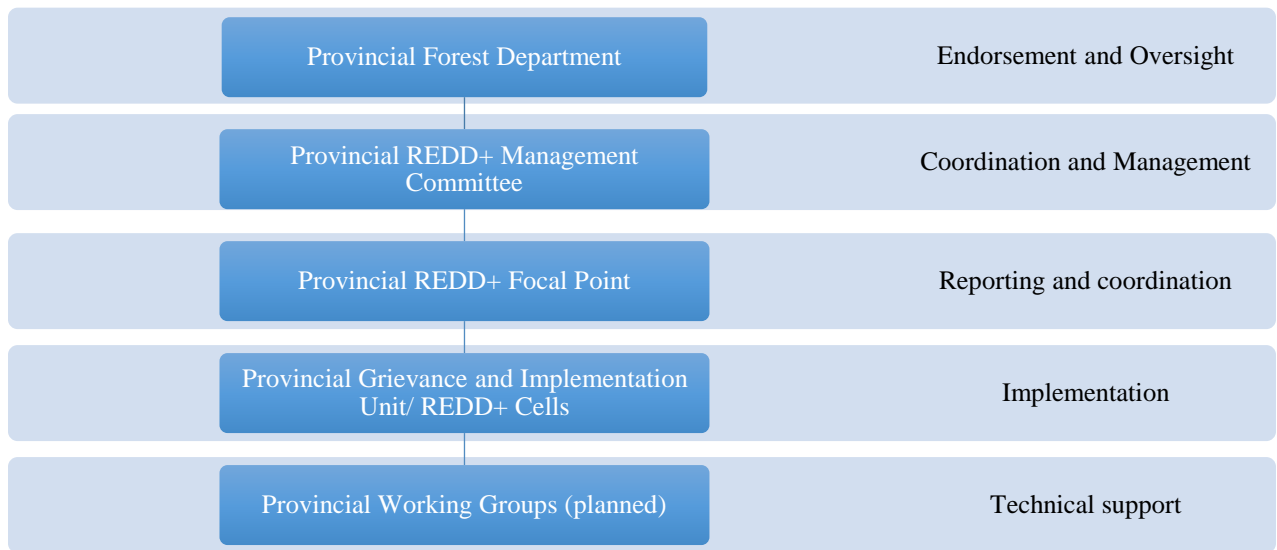 Provincial Forest Department
Endorsement and Oversight
Provincial REDD+ Management
Committee
Coordination and Management
Provincial REDD+ Focal Point
Reporting and coordination
Provincial Grievance and Implementation
Unit/ REDD+ Cells
Implementation
Provincial Working Groups (planned)
Technical support